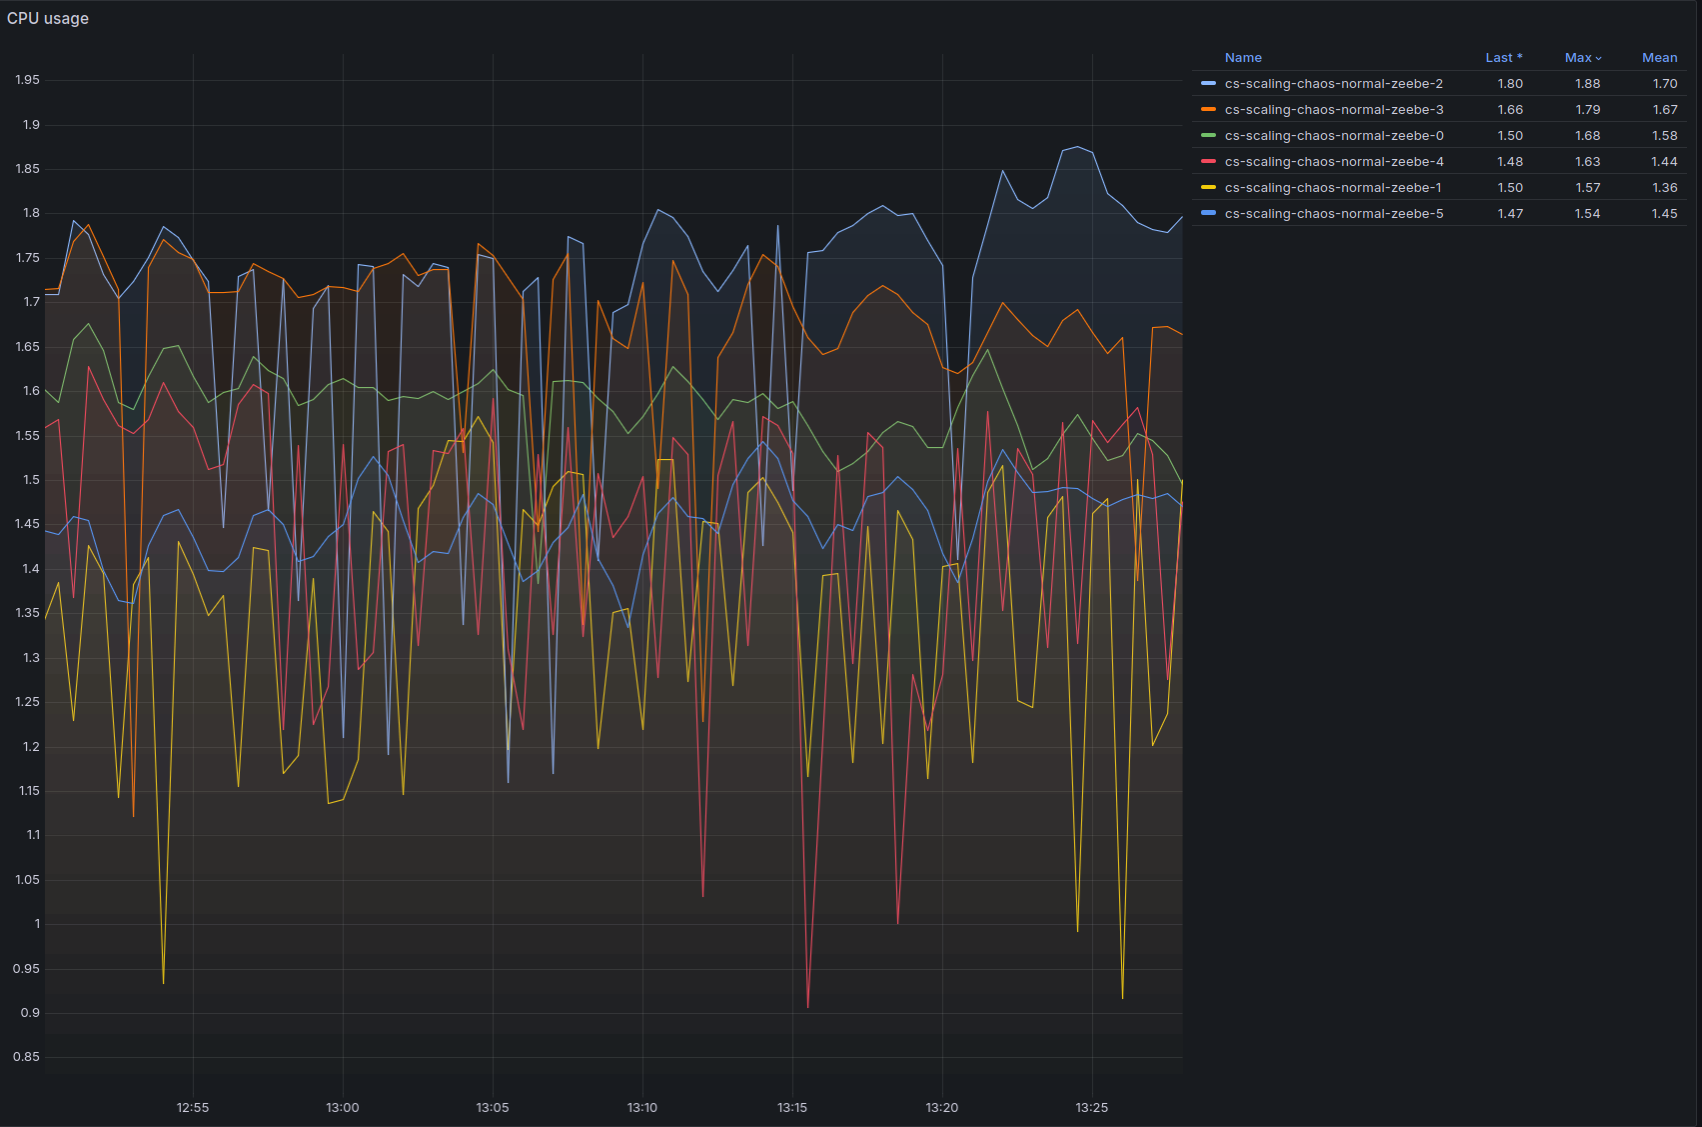 CPU usage
Name Last * Max Mean
cs-scaling-chaos-normal-zeebe-2 1.80 1.88 1.70
cs-scaling-chaos-normal-zeebe-3 1.66 1.79 1.67
cs-scaling-chaos-normal-zeebe-0 1.50 1.68 1.58
cs-scaling-chaos-normal-zeebe-4 1.48 1.63 1.44
cs-scaling-chaos-normal-zeebe-1 1.50 1.57 1.36
cs-scaling-chaos-normal-zeebe-5 1.47 1.54 1.45
1.95
1.9
1.85
1.8
1.75
1.7
1.65
1.6
1.55
1.5
1.45
1.4
1.35
1.3
1.25
1.2
1.15
1.1
1.05
1
0.95
0.9
0.85
12:55 13:00 13:05 13:10 13:15 13:20 13:25